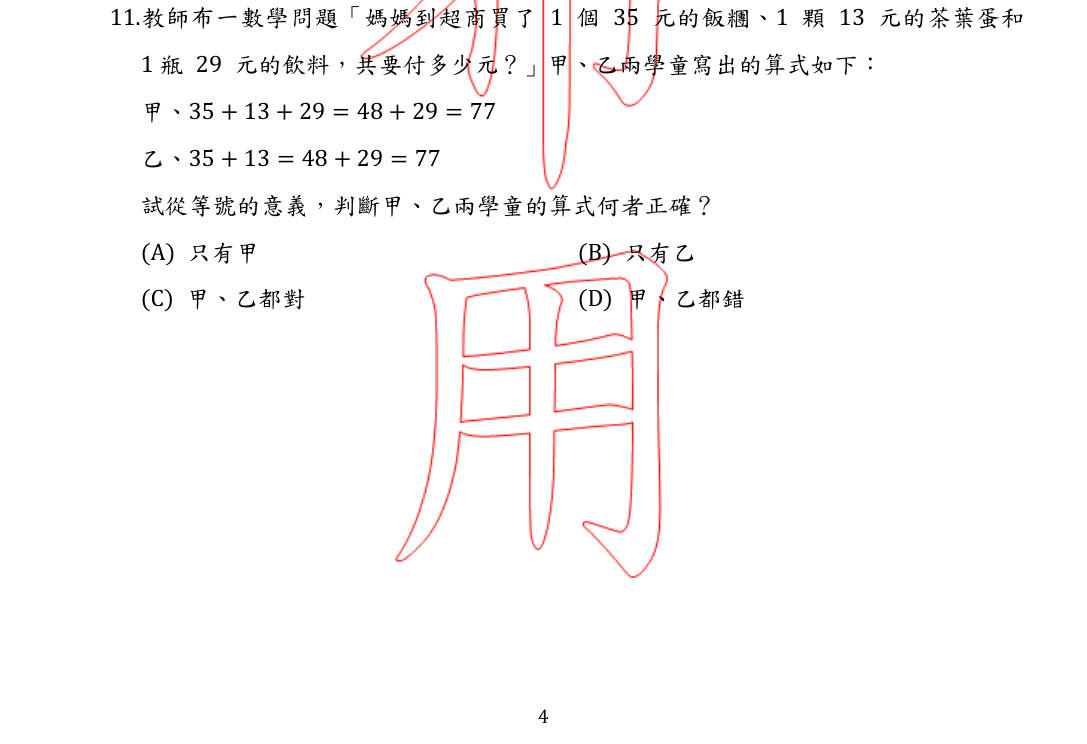 11.教師布一數學問題「媽媽到超商買了 1 個 35 元的飯糰、1 顆 13 元的茶葉蛋和
1 瓶 29 元的飲料，共要付多少元？」甲、乙兩學童寫出的算式如下：
甲、35 + 13 + 29 = 48 + 29 = 77
乙、35 + 13 = 48 + 29 = 77
試從等號的意義，判斷甲、乙兩學童的算式何者正確？
(A) 只有甲 (B) 只有乙
(C) 甲、乙都對 (D) 甲、乙都錯
用
4